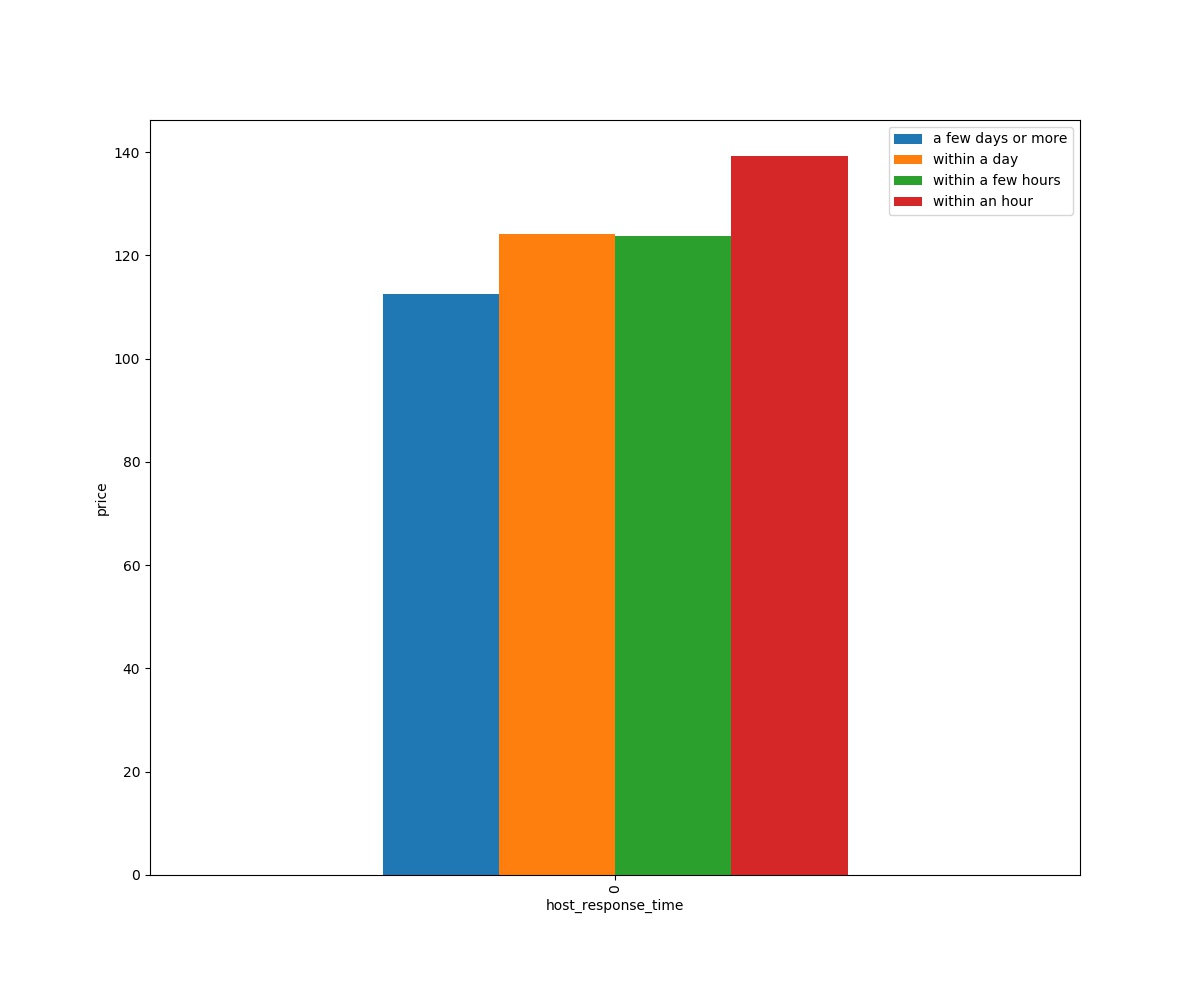 a few days or more
within a day
within a few hours
within an hour
140
120
100
80
60
40
20
0
price
0
host_response_time